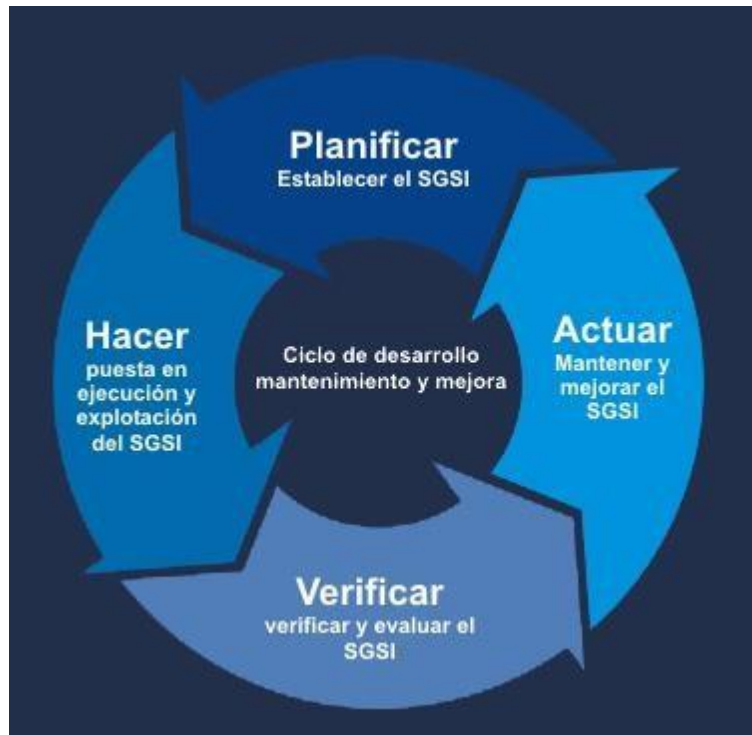 Planificar
Establecer el SGSI
Hacer
puesta en
ejecución y
explotación
del SGSI
Ciclo de desarrollo
mantenimiento y mejora
Actuar
Mantener y
mejorar el
SGSI
Verificar
verificar y evaluar el
SGSI